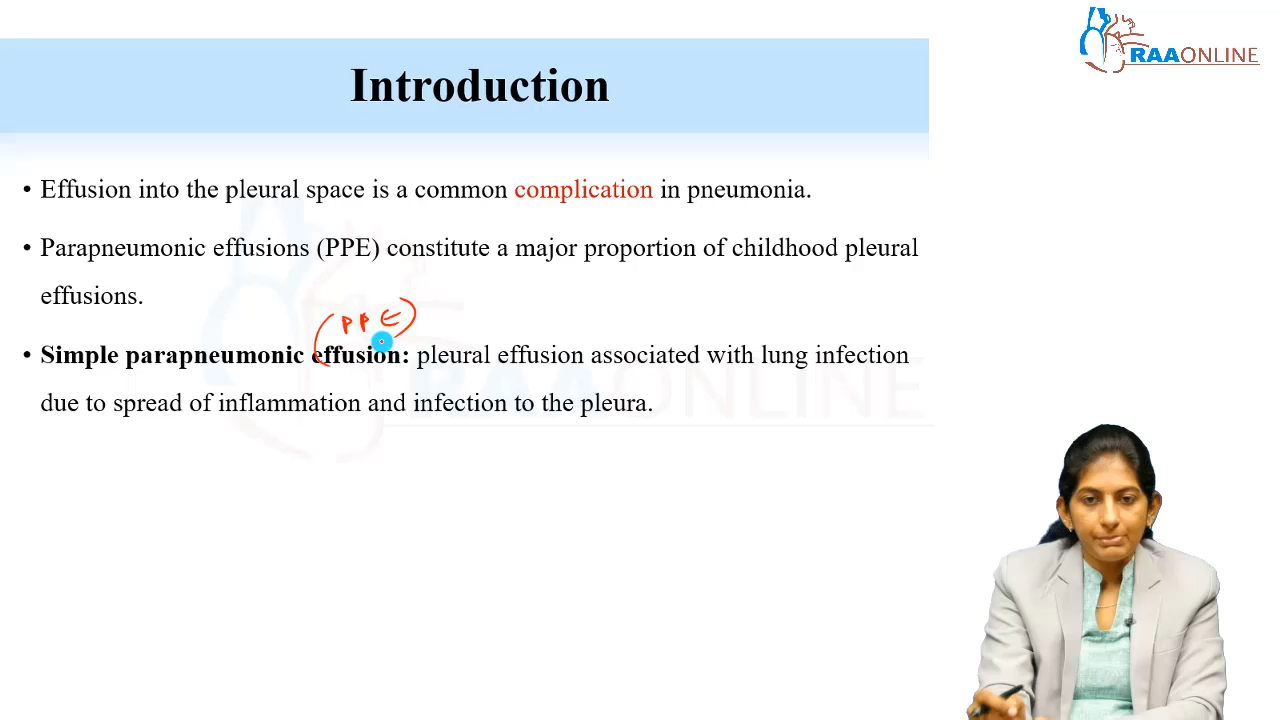 RAAONLINE
Introduction
• Effusion into the pleural space is a common complication in pneumonia.
• Parapneumonic effusions (PPE) constitute a major proportion of childhood pleural
effusions.
(PPE)
• Simple parapneumonic effusion: pleural effusion associated with lung infection
due to spread of inflammation and infection to the pleura.
RAAONLINE